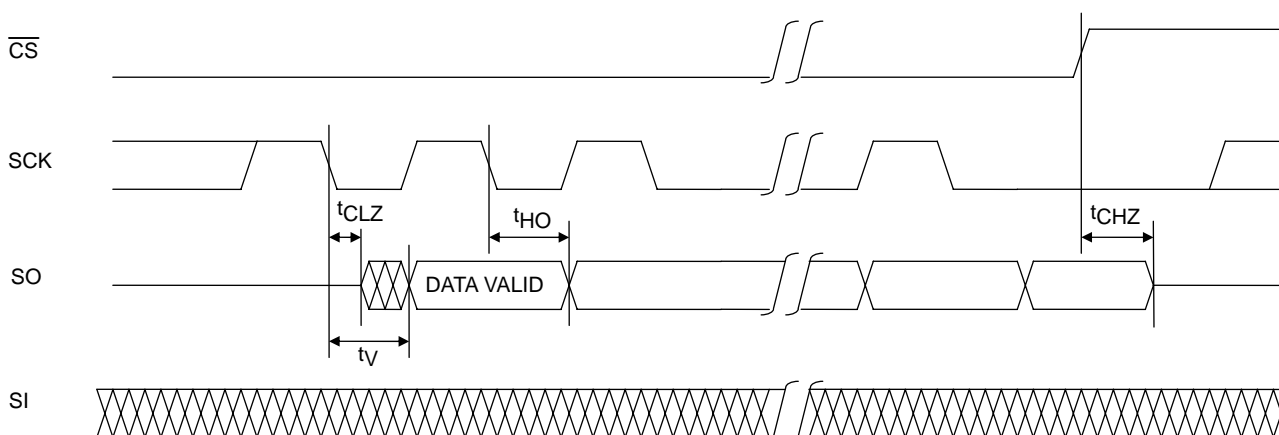 CS
SCK
tCLZ
tHO
tCHZ
SO
DATA VALID
tV
SI